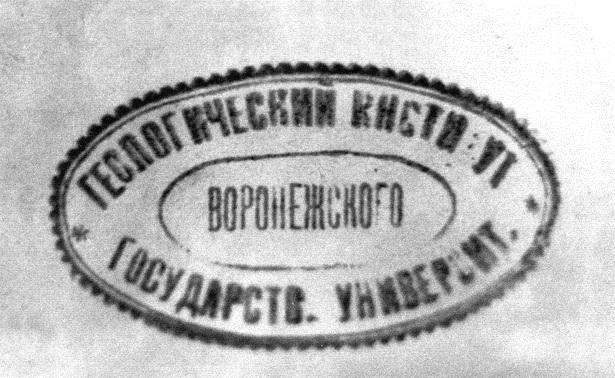 ГЕОЛОГИЧЕСКИЙ ИНСТИТУТ
ВОРОНЕЖСКОГО
ГОСУДАРСТВ. УНИВЕРСИТ.